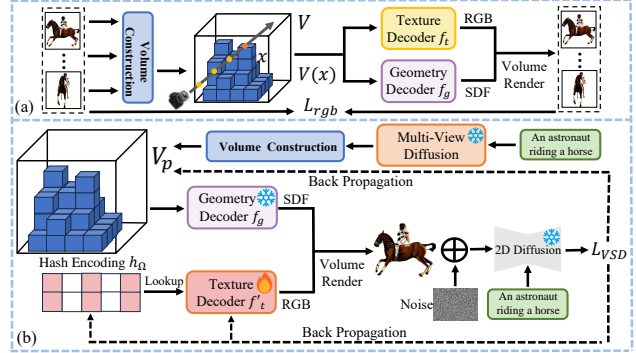 Volume
Construction
V
x
V(x)
Texture
Decoder f_t
RGB
Geometry
Decoder f_g
SDF
Volume
Render
(a)
L_rgb
V_p
Volume Construction
Multi-View
Diffusion
An astronaut
riding a horse
Back Propagation
Geometry
Decoder f_g
SDF
Hash Encoding h_Ω
Lookup
Texture
Decoder f'_t
RGB
Volume
Render
Noise
2D Diffusion
L_VSD
An astronaut
riding a horse
Back Propagation
(b)